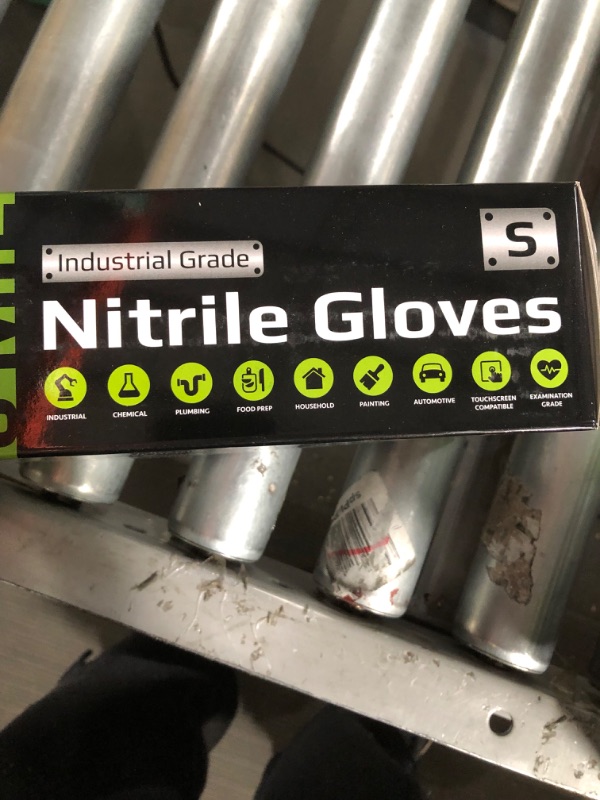 S
Industrial Grade
Nitrile Gloves
INDUSTRIAL
CHEMICAL
PLUMBING
FOOD PREP
HOUSEHOLD
PAINTING
AUTOMOTIVE
TOUCHSCREEN
COMPATIBLE
EXAMINATION
GRADE